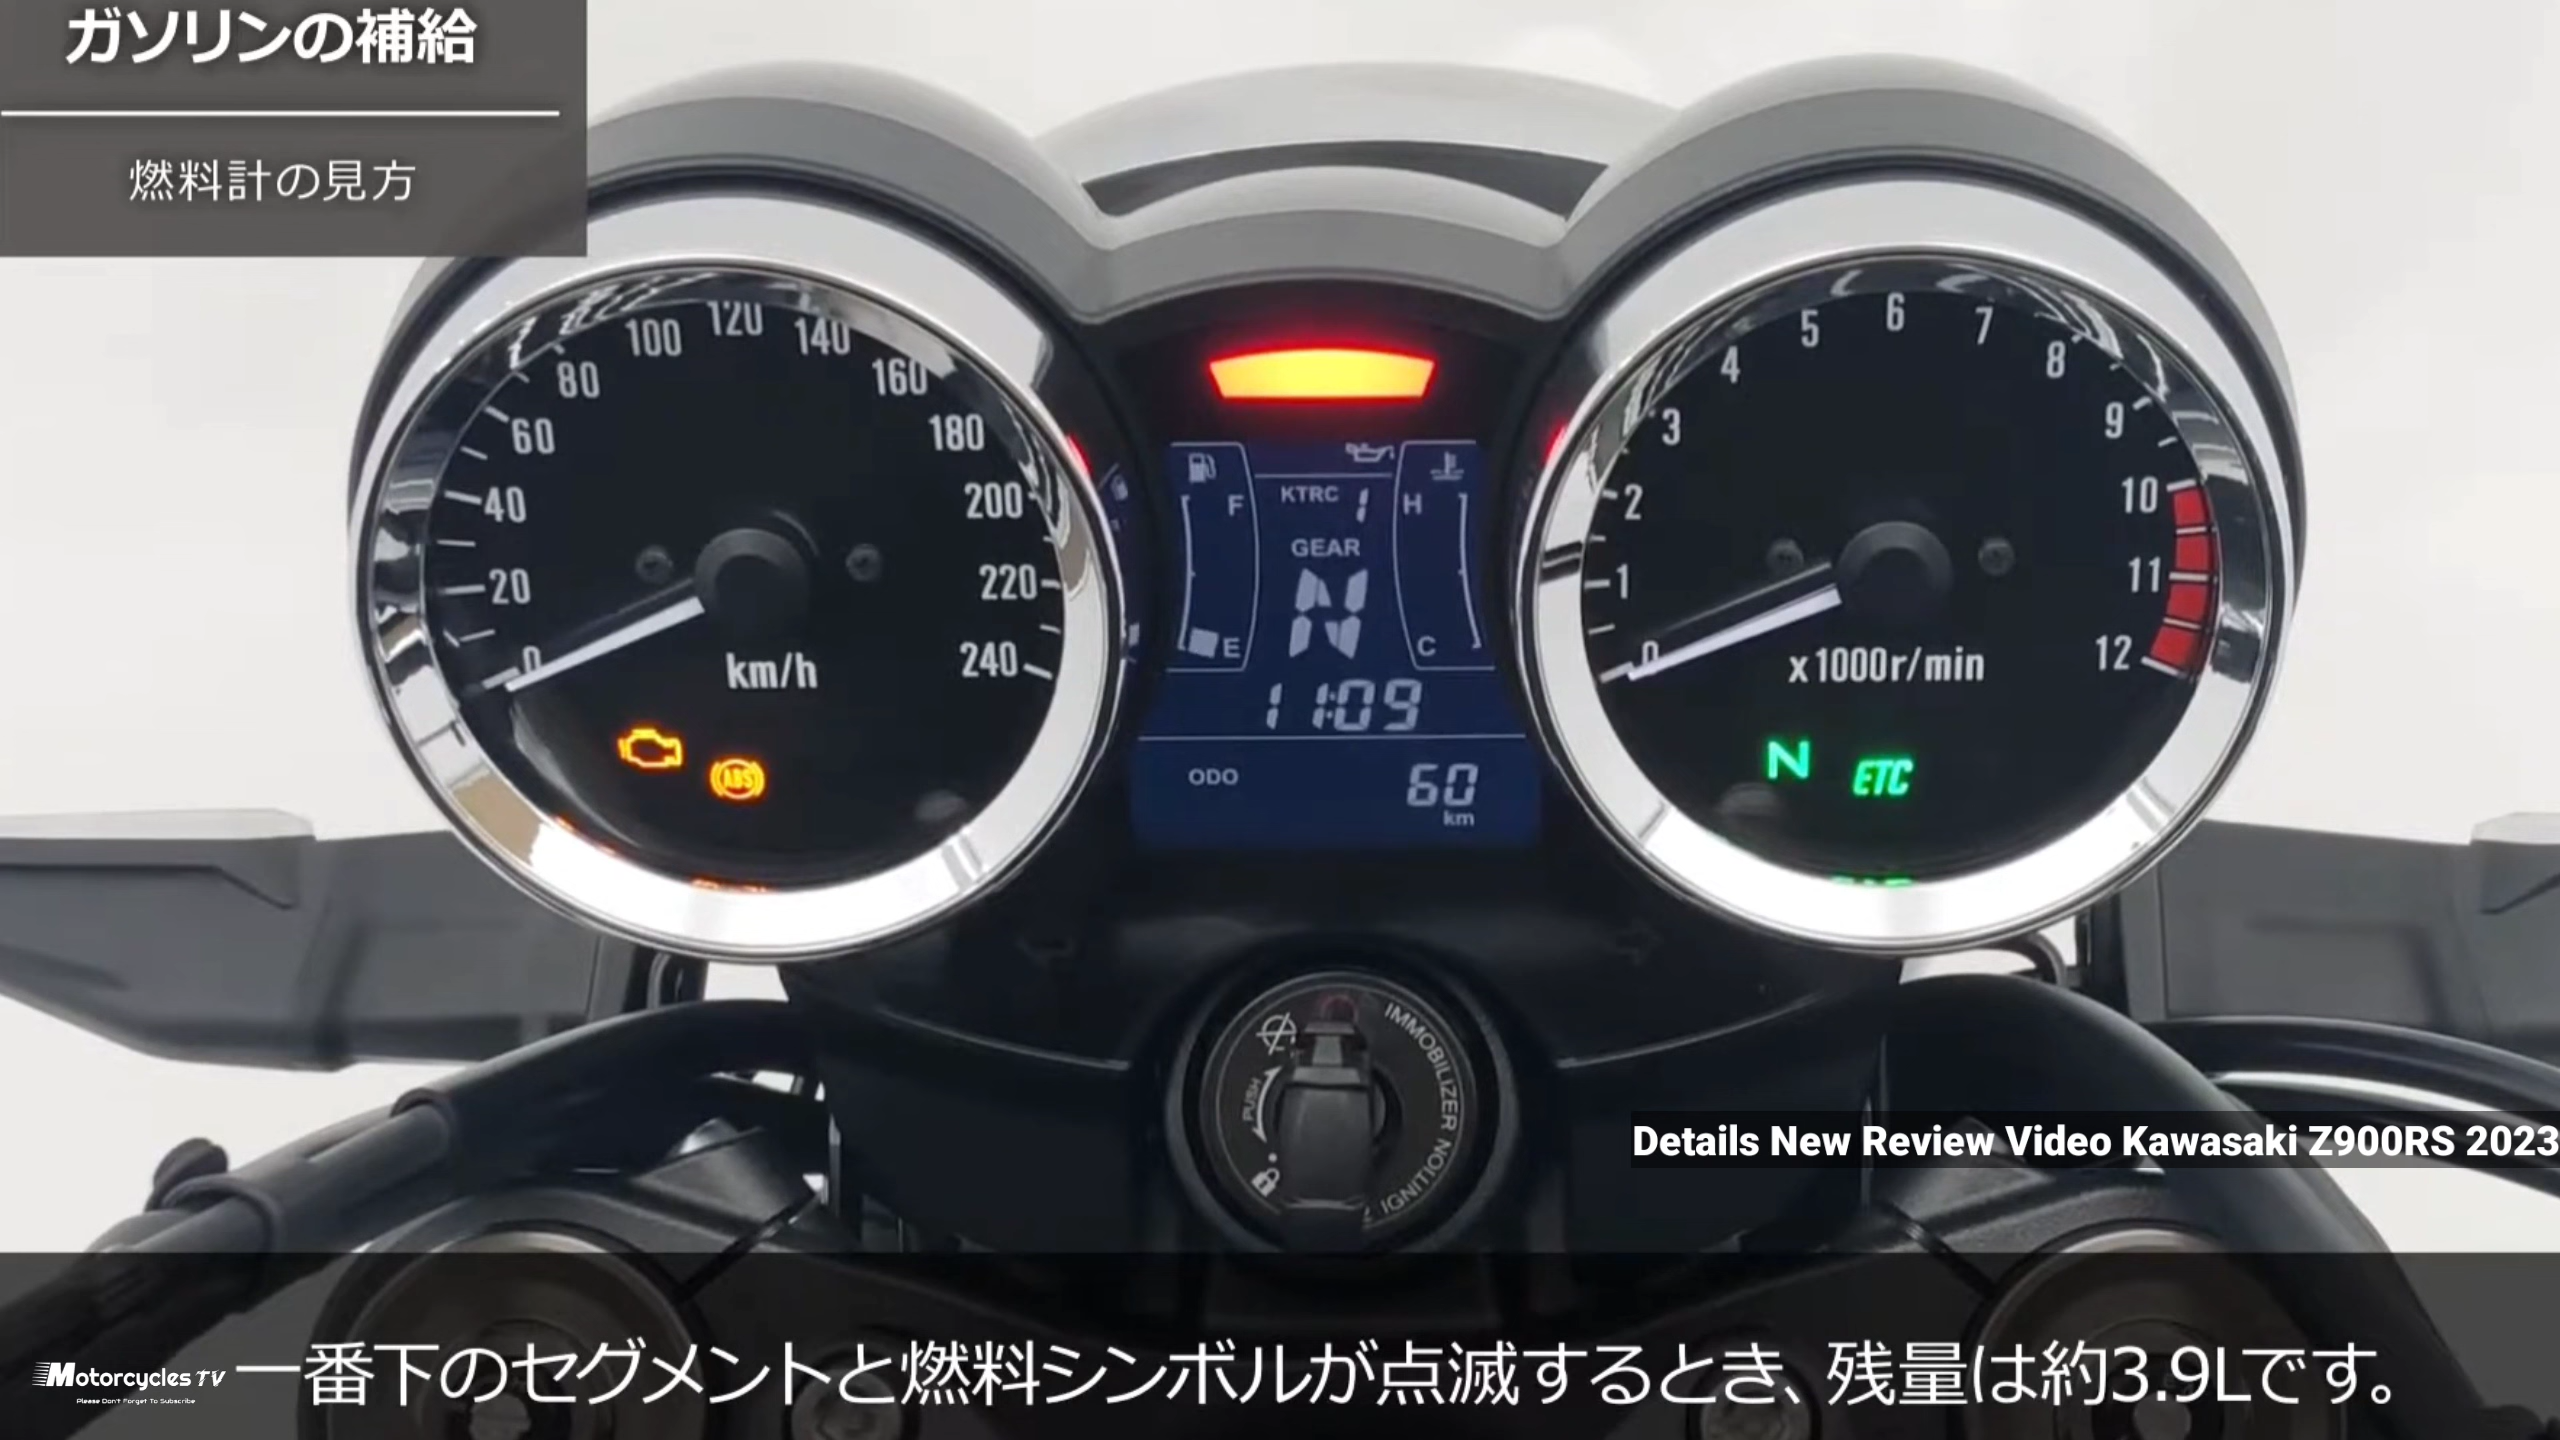 ガソリンの補給
燃料計の見方
0
20
40
60
80
100
120
140
160
180
200
220
240
km/h
ABS
F
E
KTRC 1
GEAR
N
H
C
11:09
ODO 60
km
0
1
2
3
4
5
6
7
8
9
10
11
12
x1000r/min
N ETC
IMMOBILIZER
IGNITION
ON
PUSH
Details New Review Video Kawasaki Z900RS 2023
一番下のセグメントと燃料シンボルが点滅するとき、残量は約3.9Lです。
Motorcycles TV
Please Don't Forget To Subscribe